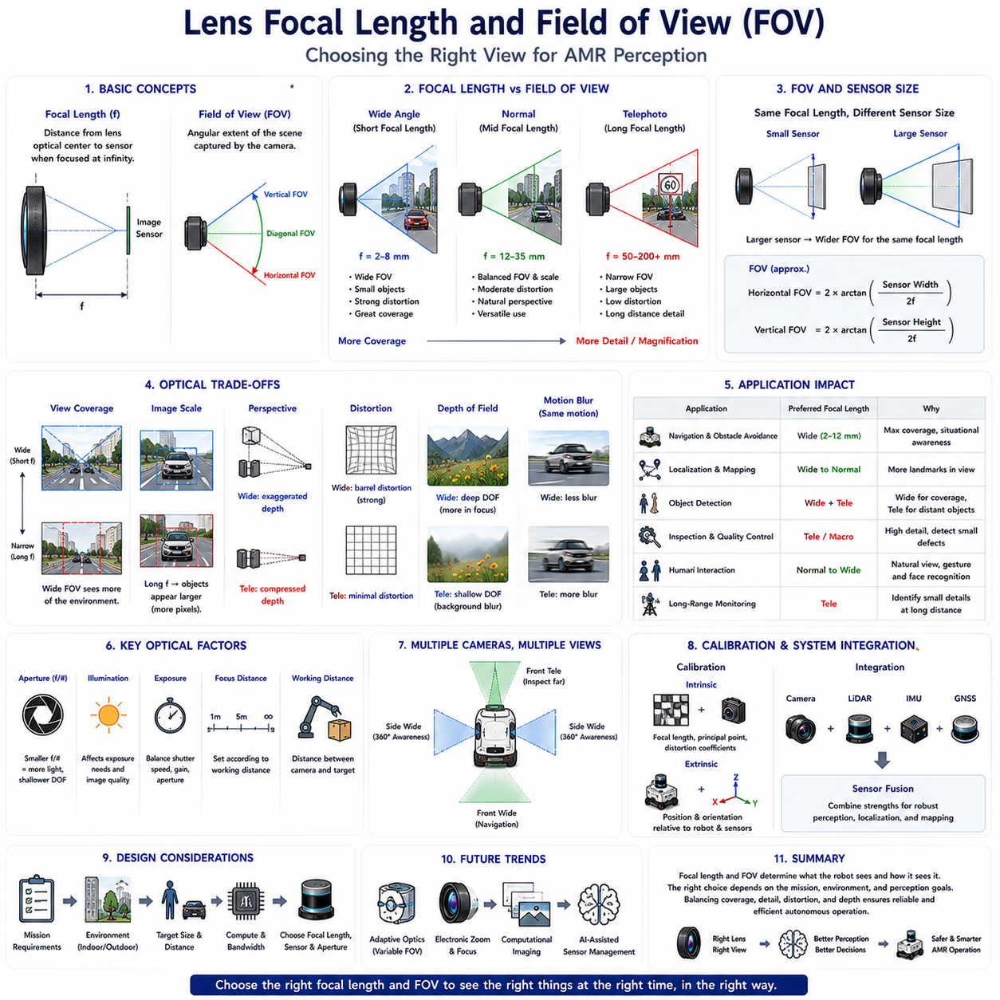 Lens Focal Length and Field of View (FOV)
Choosing the Right View for AMR Perception
1. BASIC CONCEPTS
Focal Length (f)
Distance from lens
optical center to sensor
when focused at infinity.
Image
Sensor
f
Field of View (FOV)
Angular extent of the scene
captured by the camera.
Vertical FOV
Diagonal FOV
Horizontal FOV
2. FOCAL LENGTH vs FIELD OF VIEW
Wide Angle
(Short Focal Length)
f = 2–8 mm
• Wide FOV
• Small objects
• Strong distortion
• Great coverage
Normal
(Mid Focal Length)
f = 12–35 mm
• Balanced FOV & scale
• Moderate distortion
• Natural perspective
• Versatile use
Telephoto
(Long Focal Length)
60
f = 50–200+ mm
• Narrow FOV
• Large objects
• Low distortion
• Long distance detail
More Coverage
More Detail / Magnification
3. FOV AND SENSOR SIZE
Same Focal Length, Different Sensor Size
Small Sensor
Large Sensor
Larger sensor → Wider FOV for the same focal length
FOV (approx.)
Horizontal FOV = 2 × arctan ( Sensor Width / 2f )
Vertical FOV = 2 × arctan ( Sensor Height / 2f )
4. OPTICAL TRADE-OFFS
Wide
(Short f)
Narrow
(Long f)
View Coverage
Wide FOV sees more
of the environment.
Image Scale
Long f → objects
appear larger
(more pixels).
Perspective
Wide: exaggerated
depth
Tele: compressed
depth
Distortion
Wide: barrel distortion
(strong)
Tele: minimal distortion
Depth of Field
Wide: deep DOF
(more in focus)
Tele: shallow DOF
(background blur)
Motion Blur
(Same motion)
Wide: less blur
Tele: more blur
5. APPLICATION IMPACT
Application
Preferred Focal Length
Why
Navigation & Obstacle Avoidance
Wide (2–12 mm)
Max coverage, situational
awareness
Localization & Mapping
Wide to Normal
More landmarks in view
Object Detection
Wide + Tele
Wide for coverage,
Tele for distant objects
Inspection & Quality Control
Tele / Macro
High detail, detect small
defects
Human Interaction
Normal to Wide
Natural view, gesture
and face recognition
Long-Range Monitoring
Tele
Identify small details
at long distance
6. KEY OPTICAL FACTORS
Aperture (f/#)
Smaller f/#
= more light,
shallower DOF
Illumination
Affects exposure
needs and
image quality
Exposure
Balance shutter
speed, gain,
aperture
Focus Distance
1m 5m ∞
Set according to
working distance
Working Distance
Distance between
camera and target
7. MULTIPLE CAMERAS, MULTIPLE VIEWS
Front Tele
(Inspect far)
Side Wide
(360° Awareness)
Side Wide
(360° Awareness)
Front Wide
(Navigation)
8. CALIBRATION & SYSTEM INTEGRATION
Calibration
Intrinsic
+
Focal length, principal point,
distortion coefficients
Extrinsic
+
Z
X
Y
Position & orientation
relative to robot & sensors
Integration
Camera
LiDAR
IMU
GNSS
+ + +
Sensor Fusion
Combine strengths for robust
perception, localization, and mapping
9. DESIGN CONSIDERATIONS
Mission
Requirements
Environment
(Indoor/Outdoor)
Target Size &
Distance
AI
Compute &
Bandwidth
Choose Focal Length,
Sensor & Aperture
10. FUTURE TRENDS
Adaptive Optics
(Variable FOV)
Electronic Zoom
& Focus
Computational
Imaging
AI-Assisted
Sensor Management
11. SUMMARY
Focal length and FOV determine what the robot sees and how it sees it.
The right choice depends on the mission, environment, and perception goals.
Balancing coverage, detail, distortion, and depth ensures reliable and
efficient autonomous operation.
Right Lens
Right View
Better Perception
Better Decisions
Safer & Smarter
AMR Operation
Choose the right focal length and FOV to see the right things at the right time, in the right way.